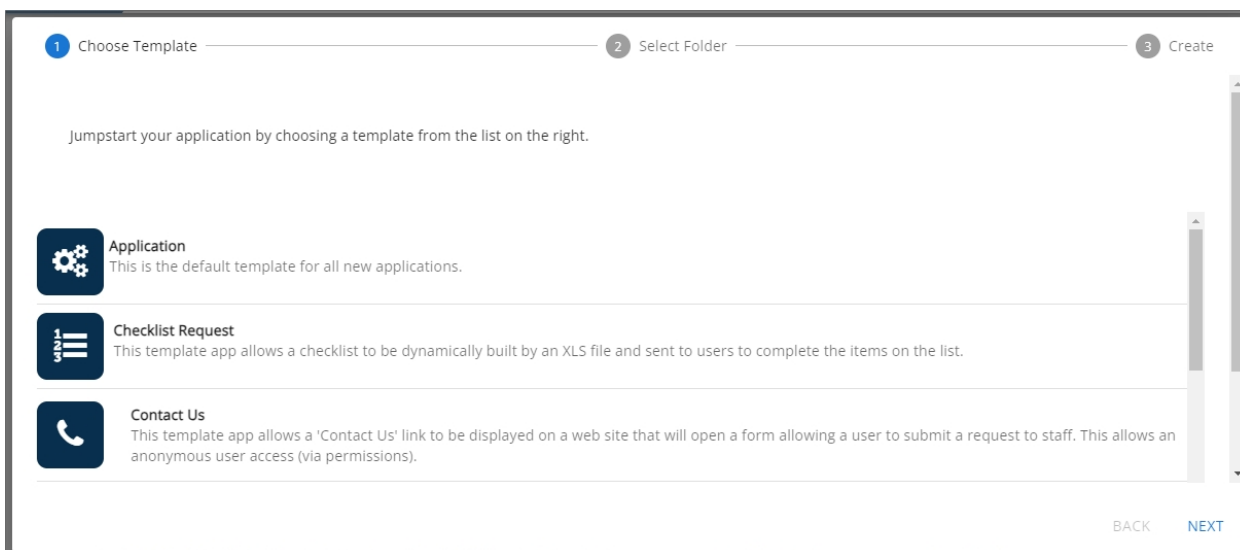 1 Choose Template
2 Select Folder
3 Create
Jumpstart your application by choosing a template from the list on the right.
Application
This is the default template for all new applications.
1
2
3
Checklist Request
This template app allows a checklist to be dynamically built by an XLS file and sent to users to complete the items on the list.
Contact Us
This template app allows a 'Contact Us' link to be displayed on a web site that will open a form allowing a user to submit a request to staff. This allows an
anonymous user access (via permissions).
BACK NEXT